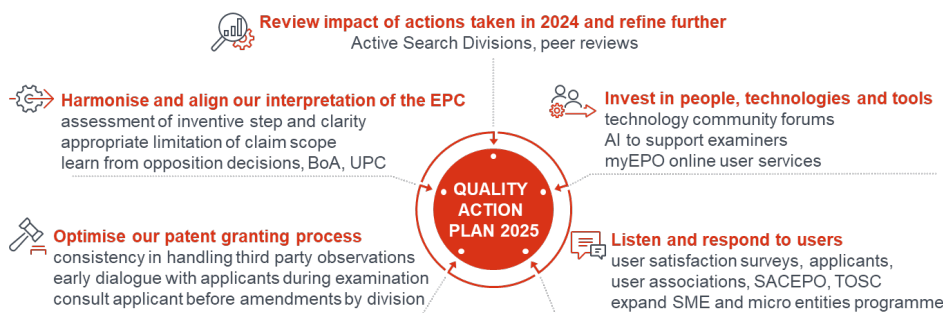 Review impact of actions taken in 2024 and refine further
Active Search Divisions, peer reviews
Harmonise and align our interpretation of the EPC
assessment of inventive step and clarity
appropriate limitation of claim scope
learn from opposition decisions, BoA, UPC
Invest in people, technologies and tools
technology community forums
AI to support examiners
myEPO online user services
QUALITY
ACTION
PLAN 2025
Optimise our patent granting process
consistency in handling third party observations
early dialogue with applicants during examination
consult applicant before amendments by division
Listen and respond to users
user satisfaction surveys, applicants,
user associations, SACEPO, TOSC
expand SME and micro entities programme